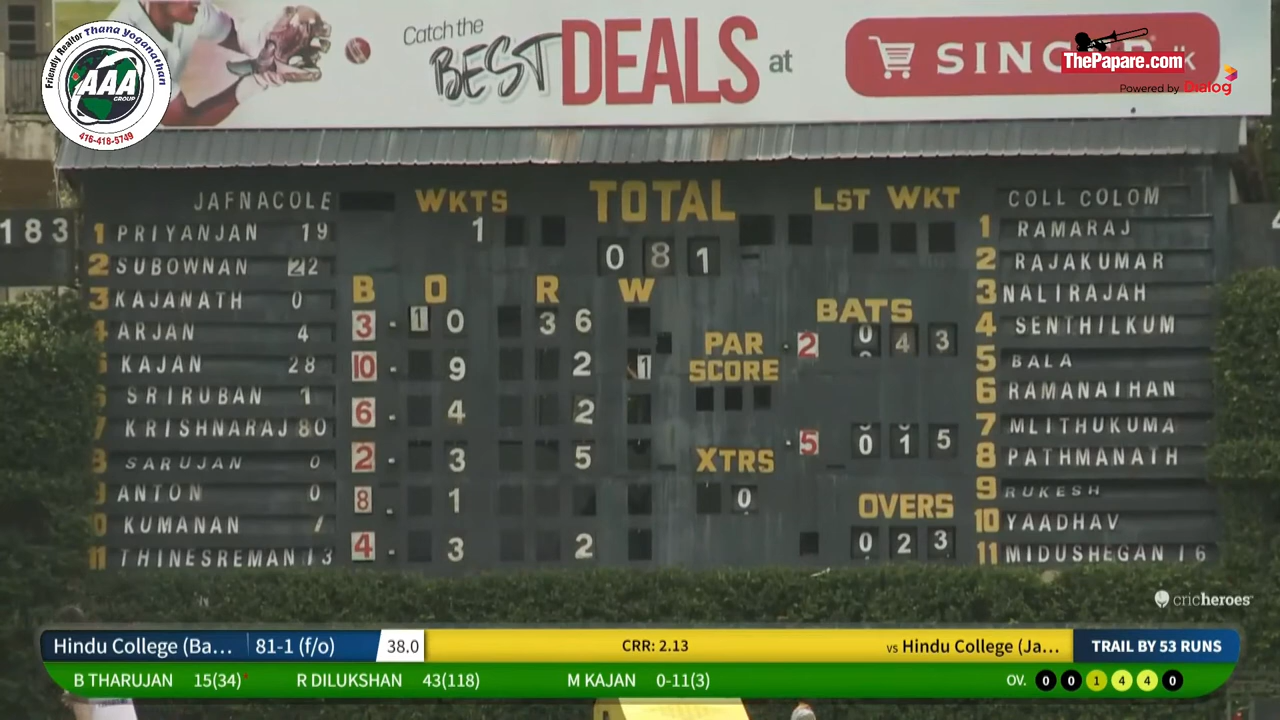 Catch the
BEST DEALS at
SINGER
ThePapare.com
Powered by Dialog
Friendly Realtor Thana Yoganathan
AAA
GROUP
416-418-5749
JAFNACOLE
WKTS
TOTAL
LST WKT
COLL COLOM
183
1
0 8 1
1 PRIYANJAN 19
2 SUBOWNAN 22
3 KAJANATH 0
4 ARJAN 4
KAJAN 28
SRIRUBAN 1
7 KRISHNARAJ 80
8 SARUJAN 0
ANTON 0
KUMANAN 1
11 THINESREMAN 13
B O R W
3 - 10 36
10 - 9 2 1
6 - 4 2
2 - 3 5
8 - 1
4 - 3 2
PAR
SCORE
XTRS
0
BATS
2 0 4 3
5 0 1 5
OVERS
0 2 3
1 RAMARAJ
2 RAJAKUMAR
3 NALIRAJAH
4 SENTHILKUM
5 BALA
6 RAMANATHAN
7 MLITHUKUMA
8 PATHMANATH
9 RUKESH
10 YAADHAV
11 MIDUSHEGAN 16
cricheroes
Hindu College (Ba... 81-1 (f/o) 38.0 CRR: 2.13 vs Hindu College (Ja... TRAIL BY 53 RUNS
B THARUJAN 15(34)* R DILUKSHAN 43(118) M KAJAN 0-11(3) OV. 0 0 1 4 4 0